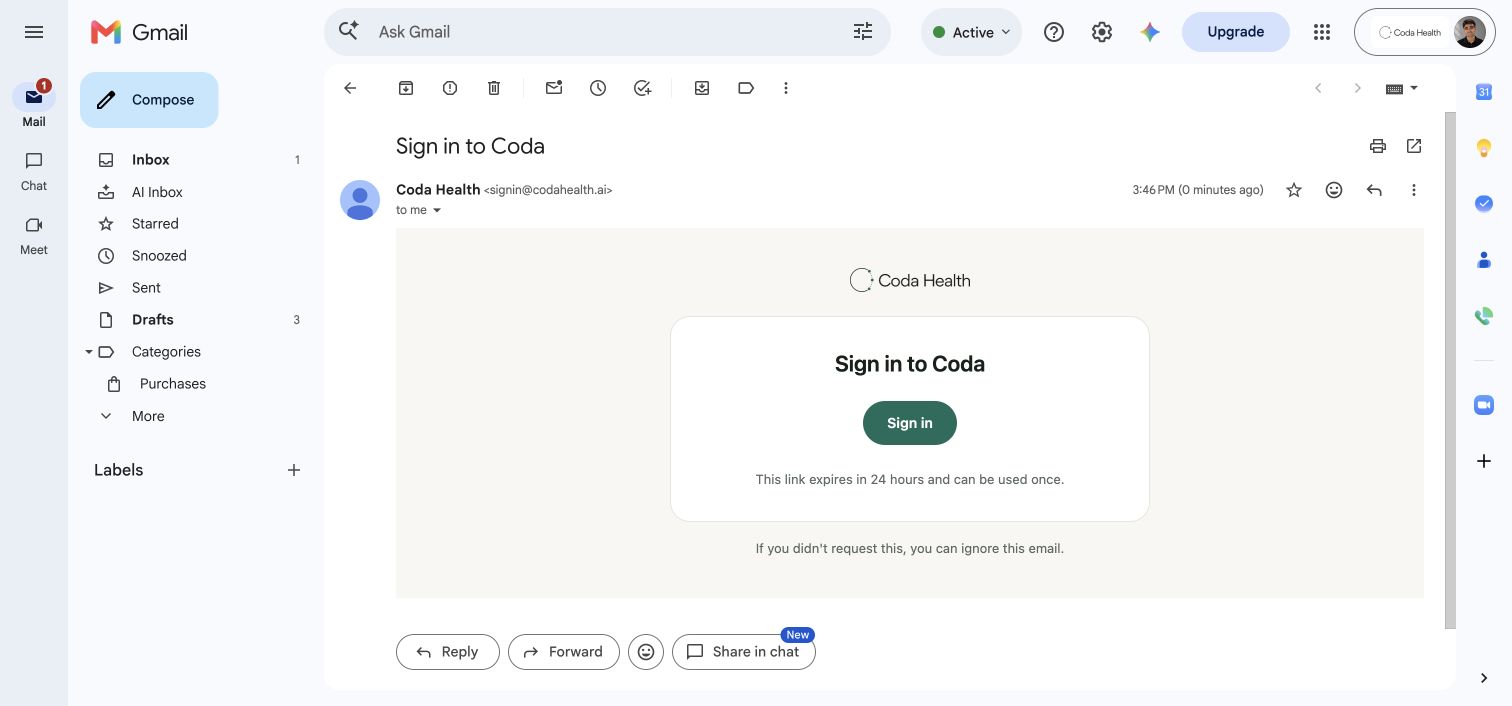 Gmail
Ask Gmail
Active
Upgrade
Coda Health
1
Mail
Chat
Meet
Compose
Inbox 1
AI Inbox
Starred
Snoozed
Sent
Drafts 3
Categories
Purchases
More
Labels
Sign in to Coda
Coda Health <signin@codahealth.ai>
3:46 PM (0 minutes ago)
to me
Coda Health
Sign in to Coda
Sign in
This link expires in 24 hours and can be used once.
If you didn't request this, you can ignore this email.
Reply
Forward
Share in chat
New
31